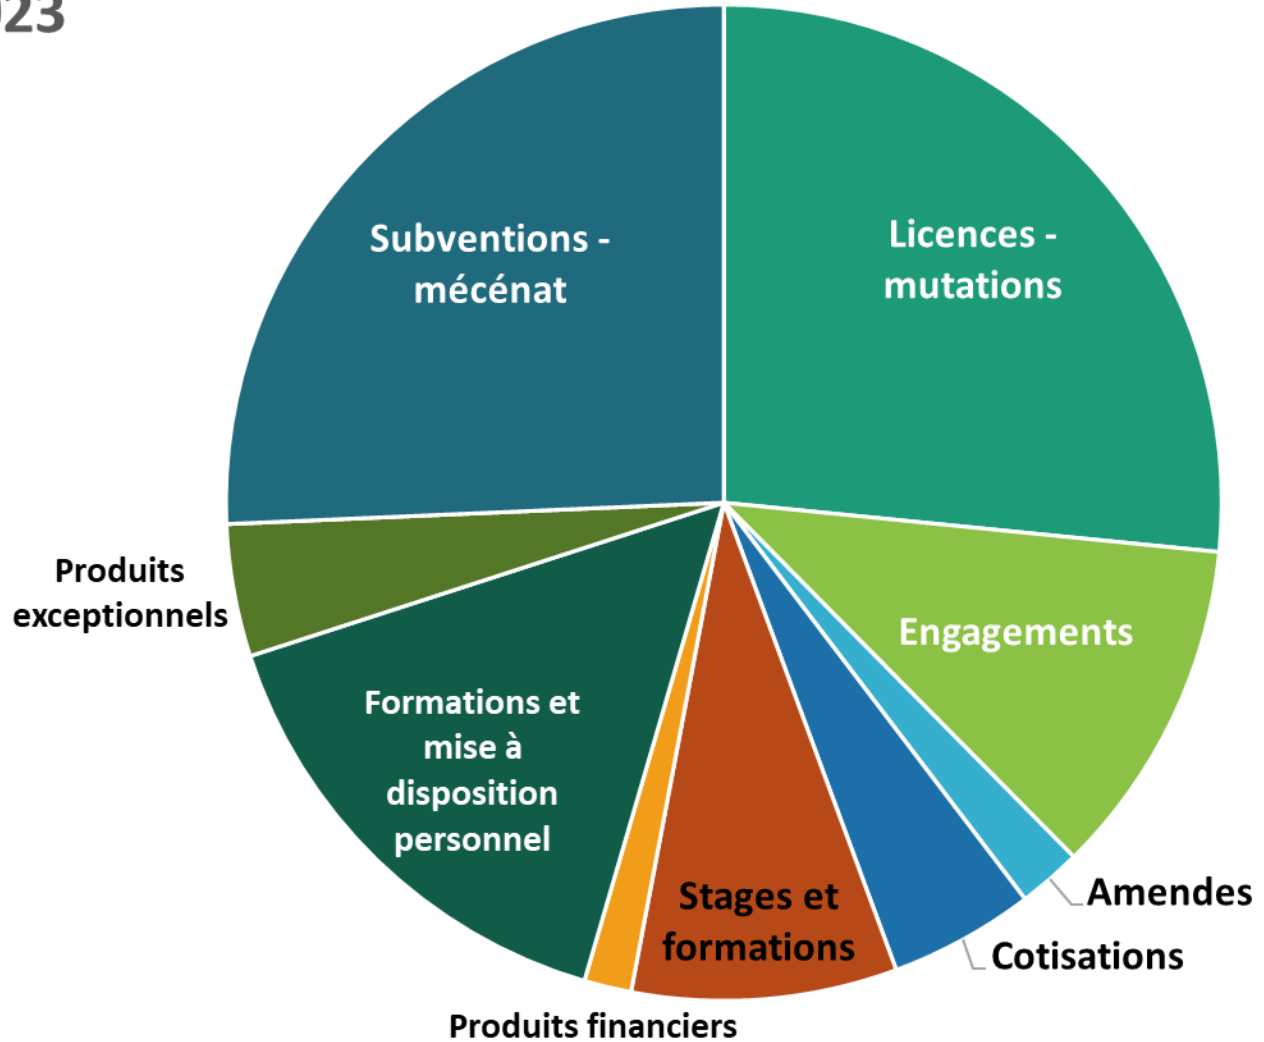 023
Subventions -
mécénat
Licences -
mutations
Engagements
Amendes
Cotisations
Stages et
formations
Produits financiers
Formations et
mise à
disposition
personnel
Produits
exceptionnels